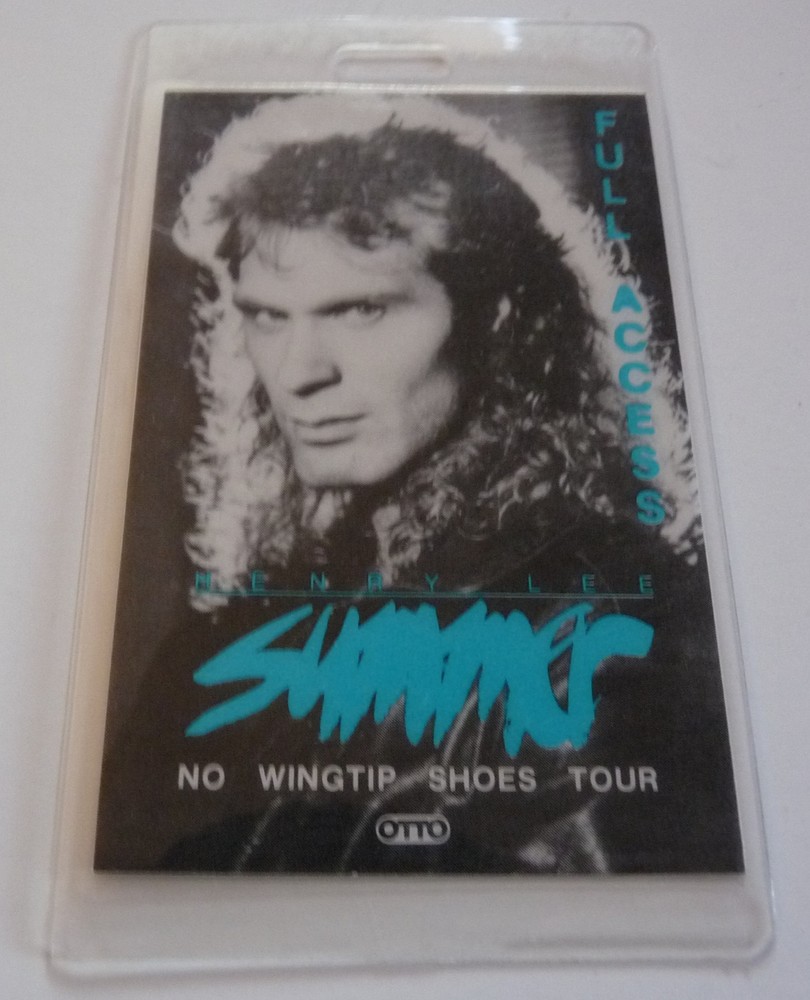 FULL ACCESS
HENRY LEE
summer
NO WINGTIP SHOES TOUR
OTTO